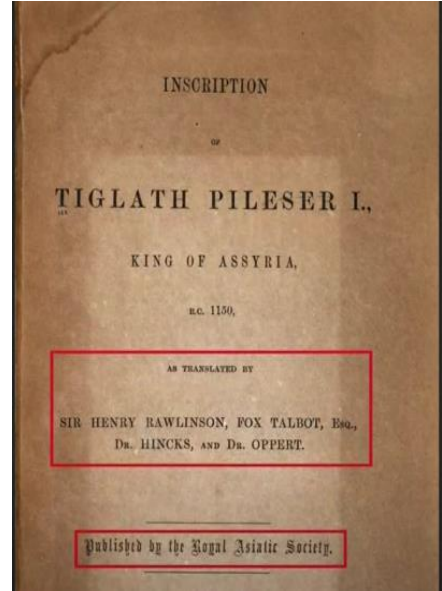 INSCRIPTION
OF
TIGLATH PILESER I.,
KING OF ASSYRIA,
B.C. 1150,
AS TRANSLATED BY
SIR HENRY RAWLINSON, FOX TALBOT, Esq.,
Dr. HINCKS, AND Dr. OPPERT.
Published by the Royal Asiatic Society.